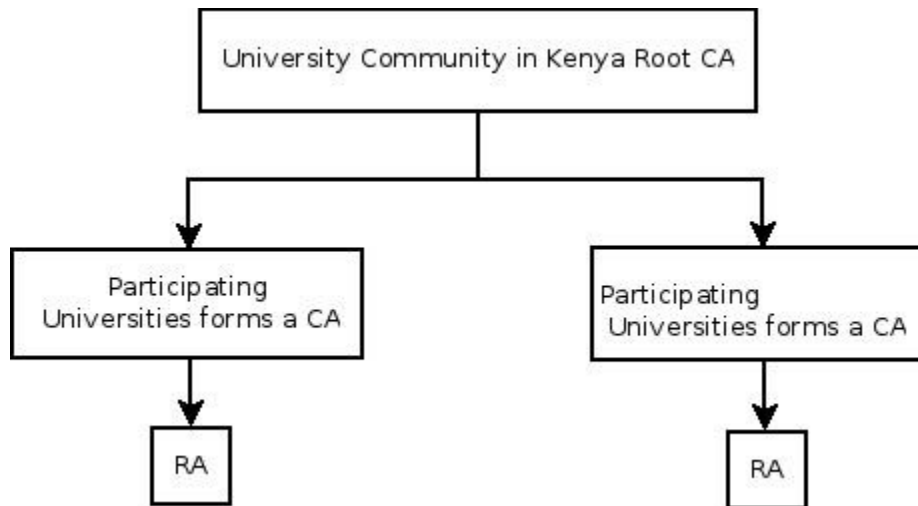 University Community in Kenya Root CA
Participating
Universities forms a CA
Participating
Universities forms a CA
RA
RA